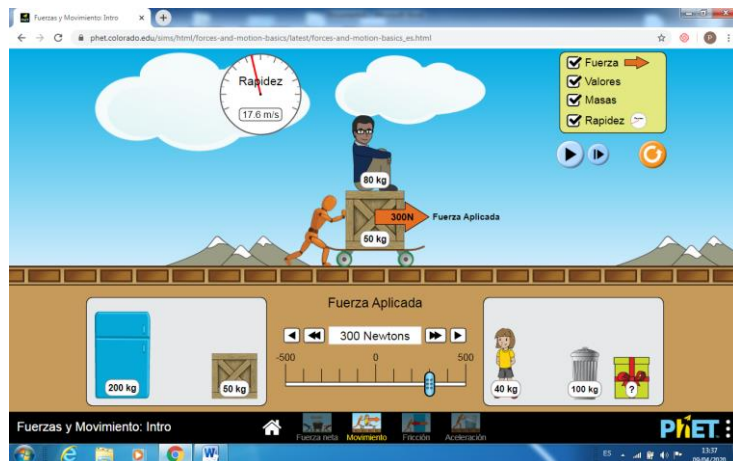 Fuerzas y Movimiento: Intro
phet.colorado.edu/sims/html/forces-and-motion-basics/latest/forces-and-motion-basics_es.html
Rapidez
17.6 m/s
Fuerza
Valores
Masas
Rapidez
80 kg
300N
Fuerza Aplicada
50 kg
Fuerza Aplicada
300 Newtons
-500
0
500
200 kg
50 kg
40 kg
100 kg
?
Fuerzas y Movimiento: Intro
Fuerza neta
Movimiento
Fricción
Aceleración
PhET
ES
13:37
09/04/2020